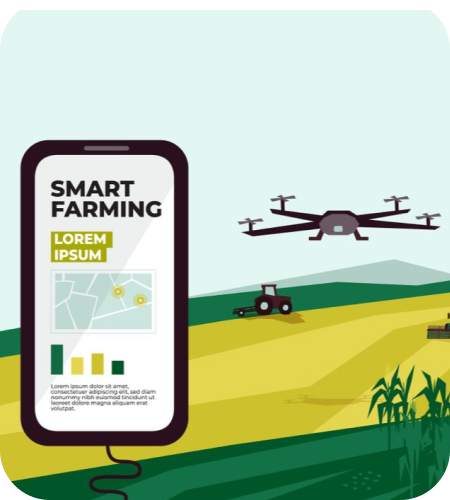 SMART
FARMING
LOREM
IPSUM
Lorem ipsum dolor sit amet,
consectetuer adipiscing elit, sed diam
nonummy nibh euismod tincidunt ut
laoreet dolore magna aliquam erat
volutpat.